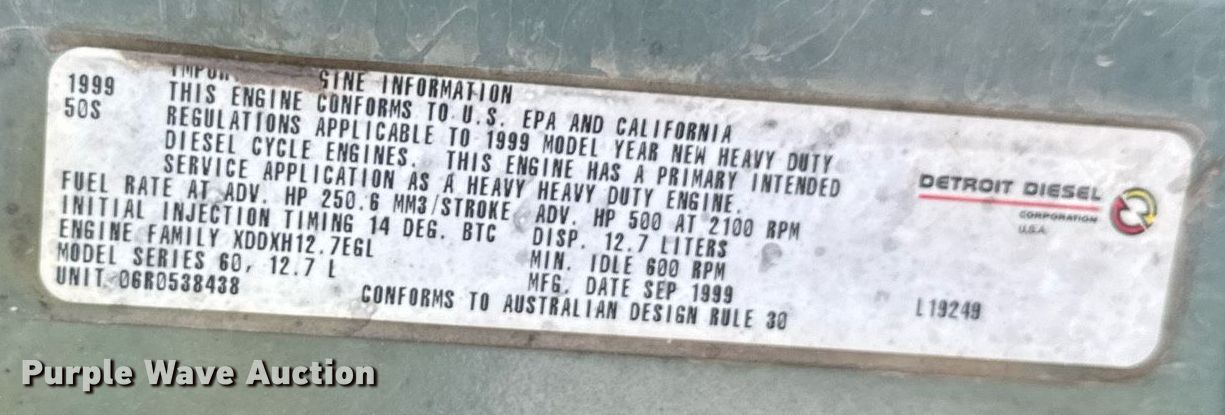 1999
50S
INE INFORMATION
THIS ENGINE CONFORMS TO U.S. EPA AND CALIFORNIA
REGULATIONS APPLICABLE TO 1999 MODEL YEAR NEW HEAVY DUTY
DIESEL CYCLE ENGINES. THIS ENGINE HAS A PRIMARY INTENDED
SERVICE APPLICATION AS A HEAVY HEAVY DUTY ENGINE.
FUEL RATE AT ADV. HP 250.6 MM3/STROKE ADV. HP 500 AT 2100 RPM
INITIAL INJECTION TIMING 14 DEG. BTC DISP. 12.7 LITERS
ENGINE FAMILY XDDXH12.7EGL MIN. IDLE 600 RPM
MODEL SERIES 60, 12.7 L MFG. DATE SEP 1999
UNIT 06R0538438 CONFORMS TO AUSTRALIAN DESIGN RULE 30
DETROIT DIESEL
CORPORATION
U.S.A.
L19249
Purple Wave Auction